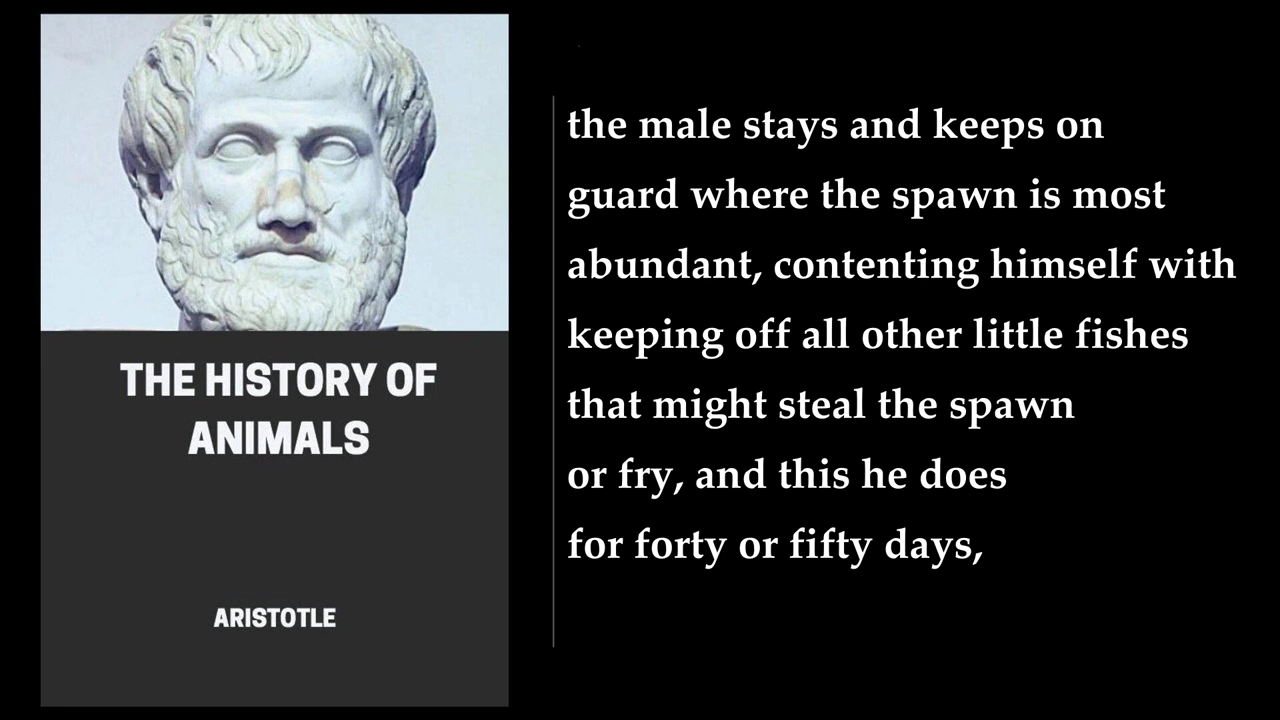 THE HISTORY OF
ANIMALS
ARISTOTLE
the male stays and keeps on
guard where the spawn is most
abundant, contenting himself with
keeping off all other little fishes
that might steal the spawn
or fry, and this he does
for forty or fifty days,